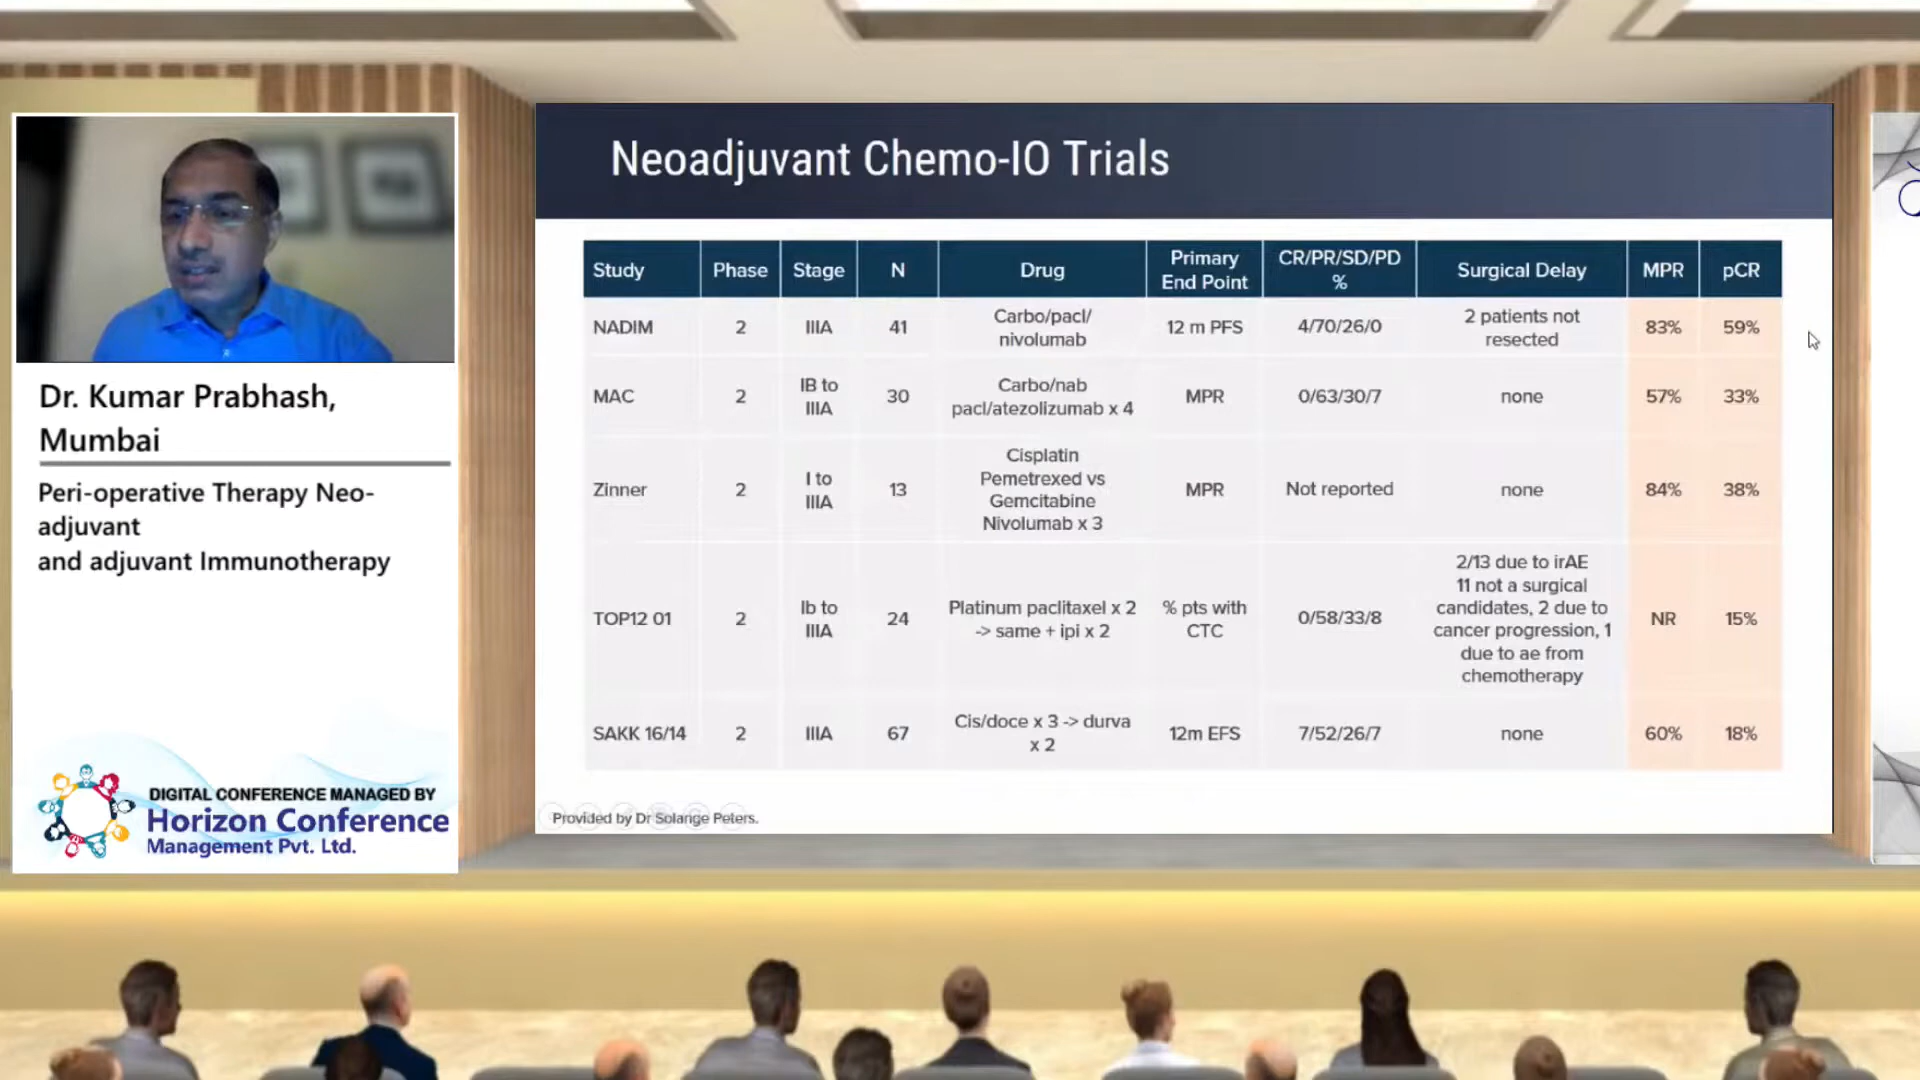 Dr. Kumar Prabhash,
Mumbai
Peri-operative Therapy Neo-
adjuvant
and adjuvant Immunotherapy
DIGITAL CONFERENCE MANAGED BY
Horizon Conference
Management Pvt. Ltd.
Neoadjuvant Chemo-IO Trials
Study Phase Stage N Drug Primary End Point CR/PR/SD/PD % Surgical Delay MPR pCR
NADIM 2 IIIA 41 Carbo/pacl/ nivolumab 12 m PFS 4/70/26/0 2 patients not resected 83% 59%
MAC 2 IB to IIIA 30 Carbo/nab pacl/atezolizumab x 4 MPR 0/63/30/7 none 57% 33%
Zinner 2 I to IIIA 13 Cisplatin Pemetrexed vs Gemcitabine Nivolumab x 3 MPR Not reported none 84% 38%
TOP12 01 2 Ib to IIIA 24 Platinum paclitaxel x 2 -> same + ipi x 2 % pts with CTC 0/58/33/8 2/13 due to irAE 11 not a surgical candidates, 2 due to cancer progression, 1 due to ae from chemotherapy NR 15%
SAKK 16/14 2 IIIA 67 Cis/doce x 3 -> durva x 2 12m EFS 7/52/26/7 none 60% 18%
Provided by Dr Solange Peters.